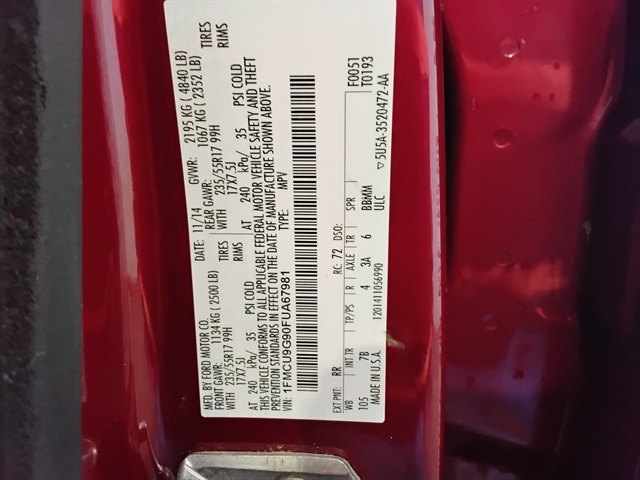 MFD. BY FORD MOTOR CO. DATE: 11/14 GVWR: 2195 KG ( 4840 LB)
FRONT GAWR: 1134 KG ( 2500 LB) REAR GAWR: 1067 KG ( 2352 LB)
WITH 235/55R17 99H TIRES WITH 235/55R17 99H TIRES
17X7.5J RIMS 17X7.5J RIMS
AT 240 kPa/ 35 PSI COLD AT 240 kPa/ 35 PSI COLD
THIS VEHICLE CONFORMS TO ALL APPLICABLE FEDERAL MOTOR VEHICLE SAFETY AND THEFT
PREVENTION STANDARDS IN EFFECT ON THE DATE OF MANUFACTURE SHOWN ABOVE.
VIN: 1FMCU9G90FUA67981 TYPE: MPV
EXT PNT: RR RC: 72 DSO: F0051
T0193
WB INT TR TP/PS R AXLE TR SPR
105 7B 4 3A 6 BBMM
MADE IN U.S.A. 1201411056990 ULC
▽5U5A-3520472-AA